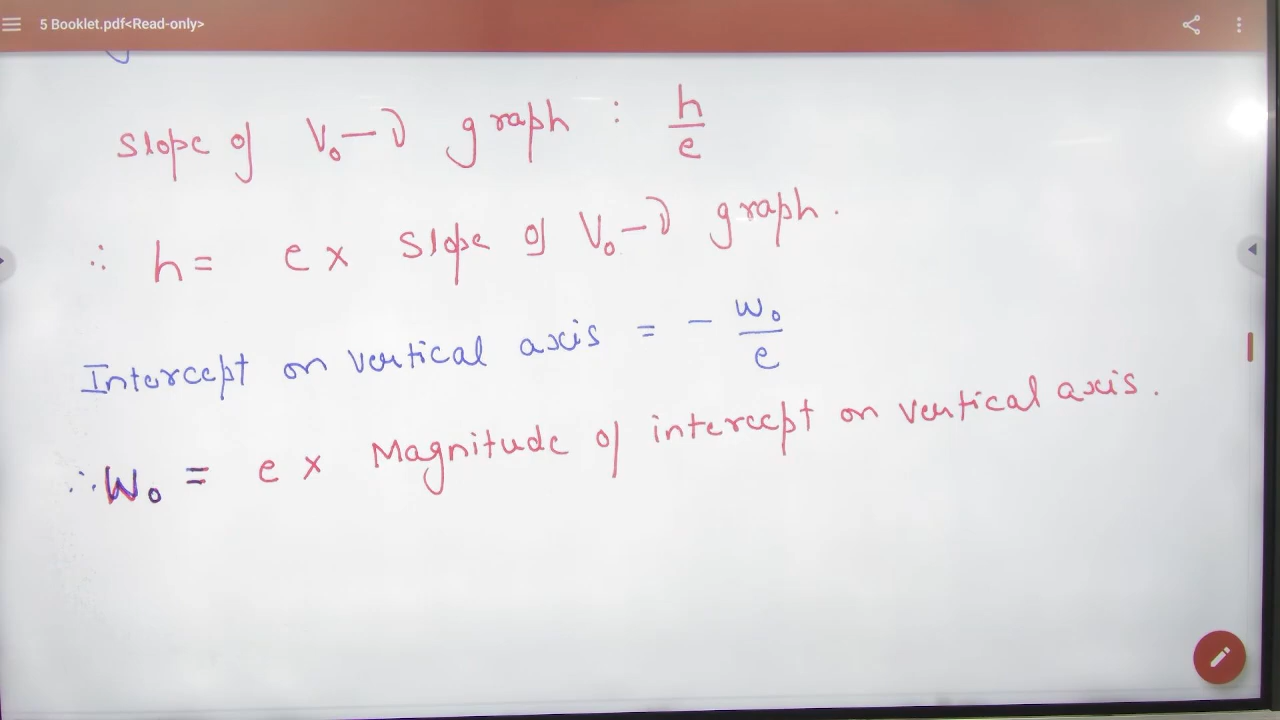 5 Booklet.pdf<Read-only>
Slope of V₀–ν graph : h/e
∴ h = e × Slope of V₀–ν graph.
Intercept on vertical axis = – W₀/e
∴ W₀ = e × Magnitude of intercept on vertical axis.